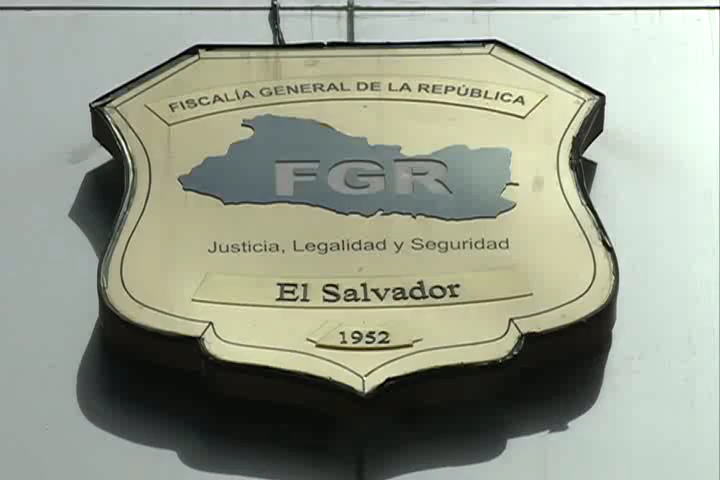 FISCALÍA GENERAL DE LA REPÚBLICA
FGR
Justicia, Legalidad y Seguridad
El Salvador
1952